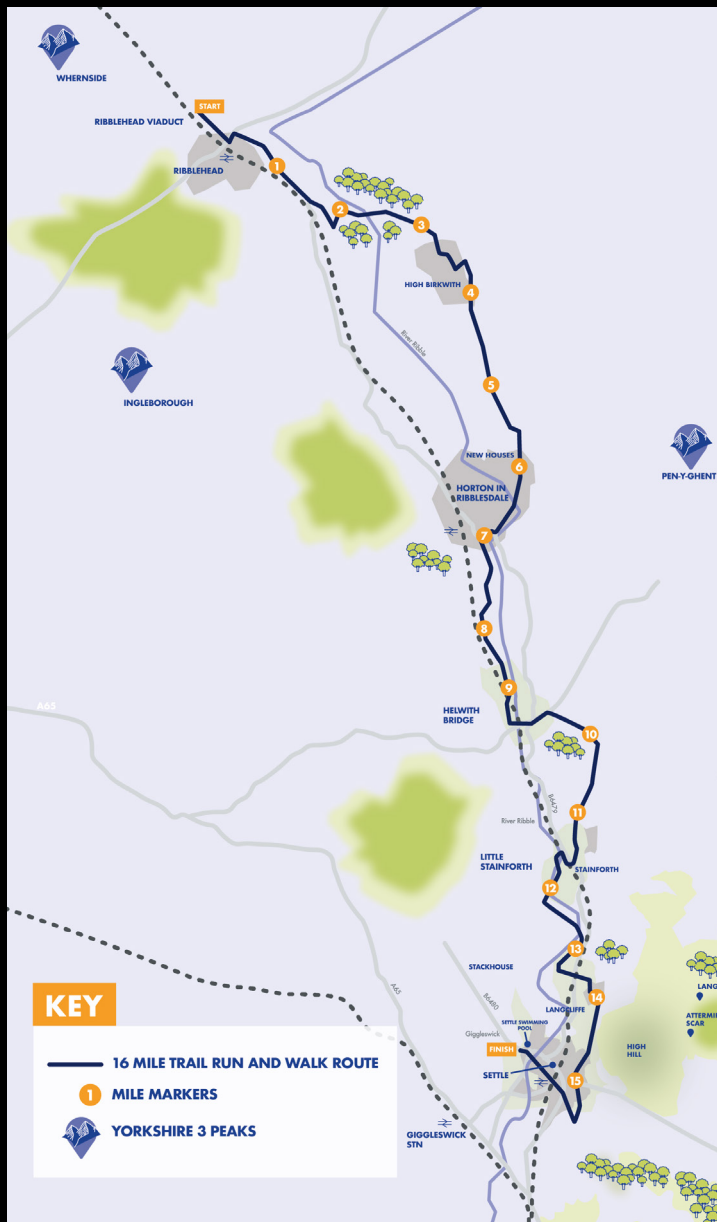 WHERNSIDE
START
RIBBLEHEAD VIADUCT
RIBBLEHEAD
1
2
3
HIGH BIRKWITH
4
River Ribble
INGLEBOROUGH
5
PEN-Y-GHENT
NEW HOUSES
6
HORTON IN
RIBBLESDALE
7
8
9
A65
HELWITH
BRIDGE
10
B6479
11
River Ribble
LITTLE
STAINFORTH
STAINFORTH
12
13
STACKHOUSE
A65
B6480
14
LANG
LANGCLIFFE
ATTERMI
SCAR
SETTLE SWIMMING
POOL
Giggleswick
FINISH
HIGH
HILL
SETTLE
15
GIGGLESWICK
STN
KEY
16 MILE TRAIL RUN AND WALK ROUTE
1 MILE MARKERS
YORKSHIRE 3 PEAKS